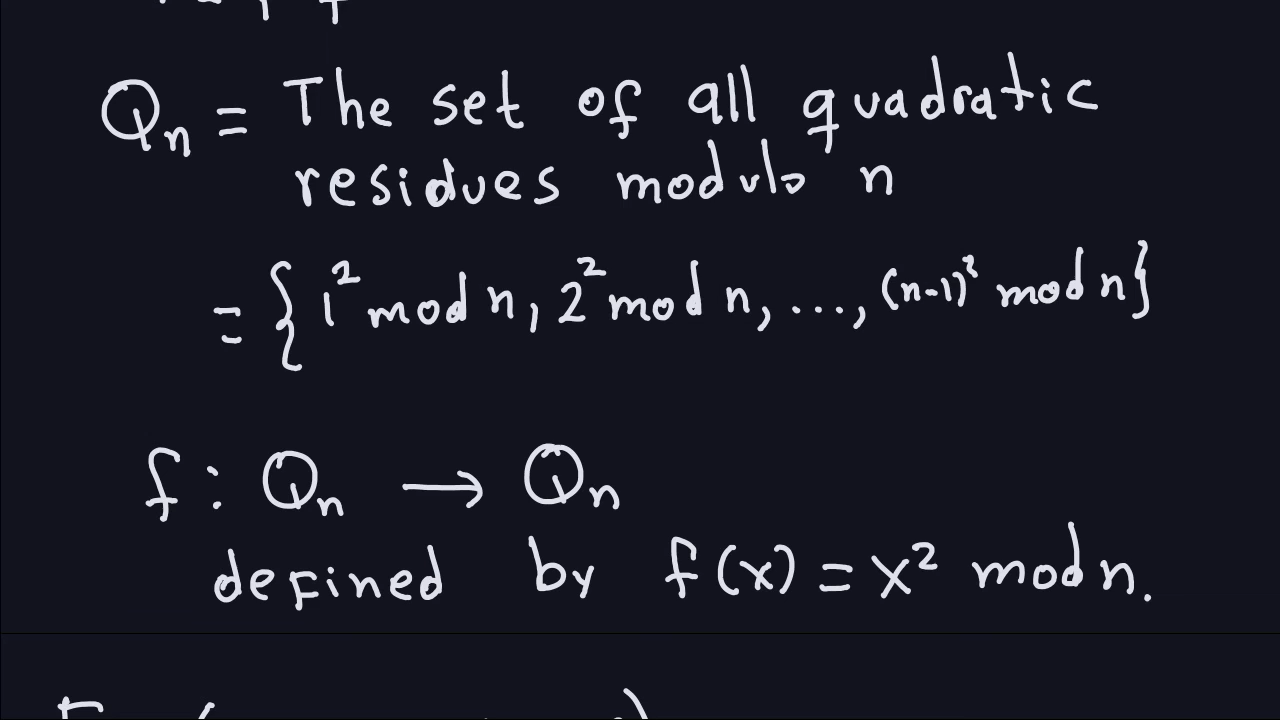 Qₙ = The set of all quadratic
residues modulo n
= {1² mod n, 2² mod n, ..., (n-1)² mod n}
f : Qₙ → Qₙ
defined by f(x) = x² mod n.